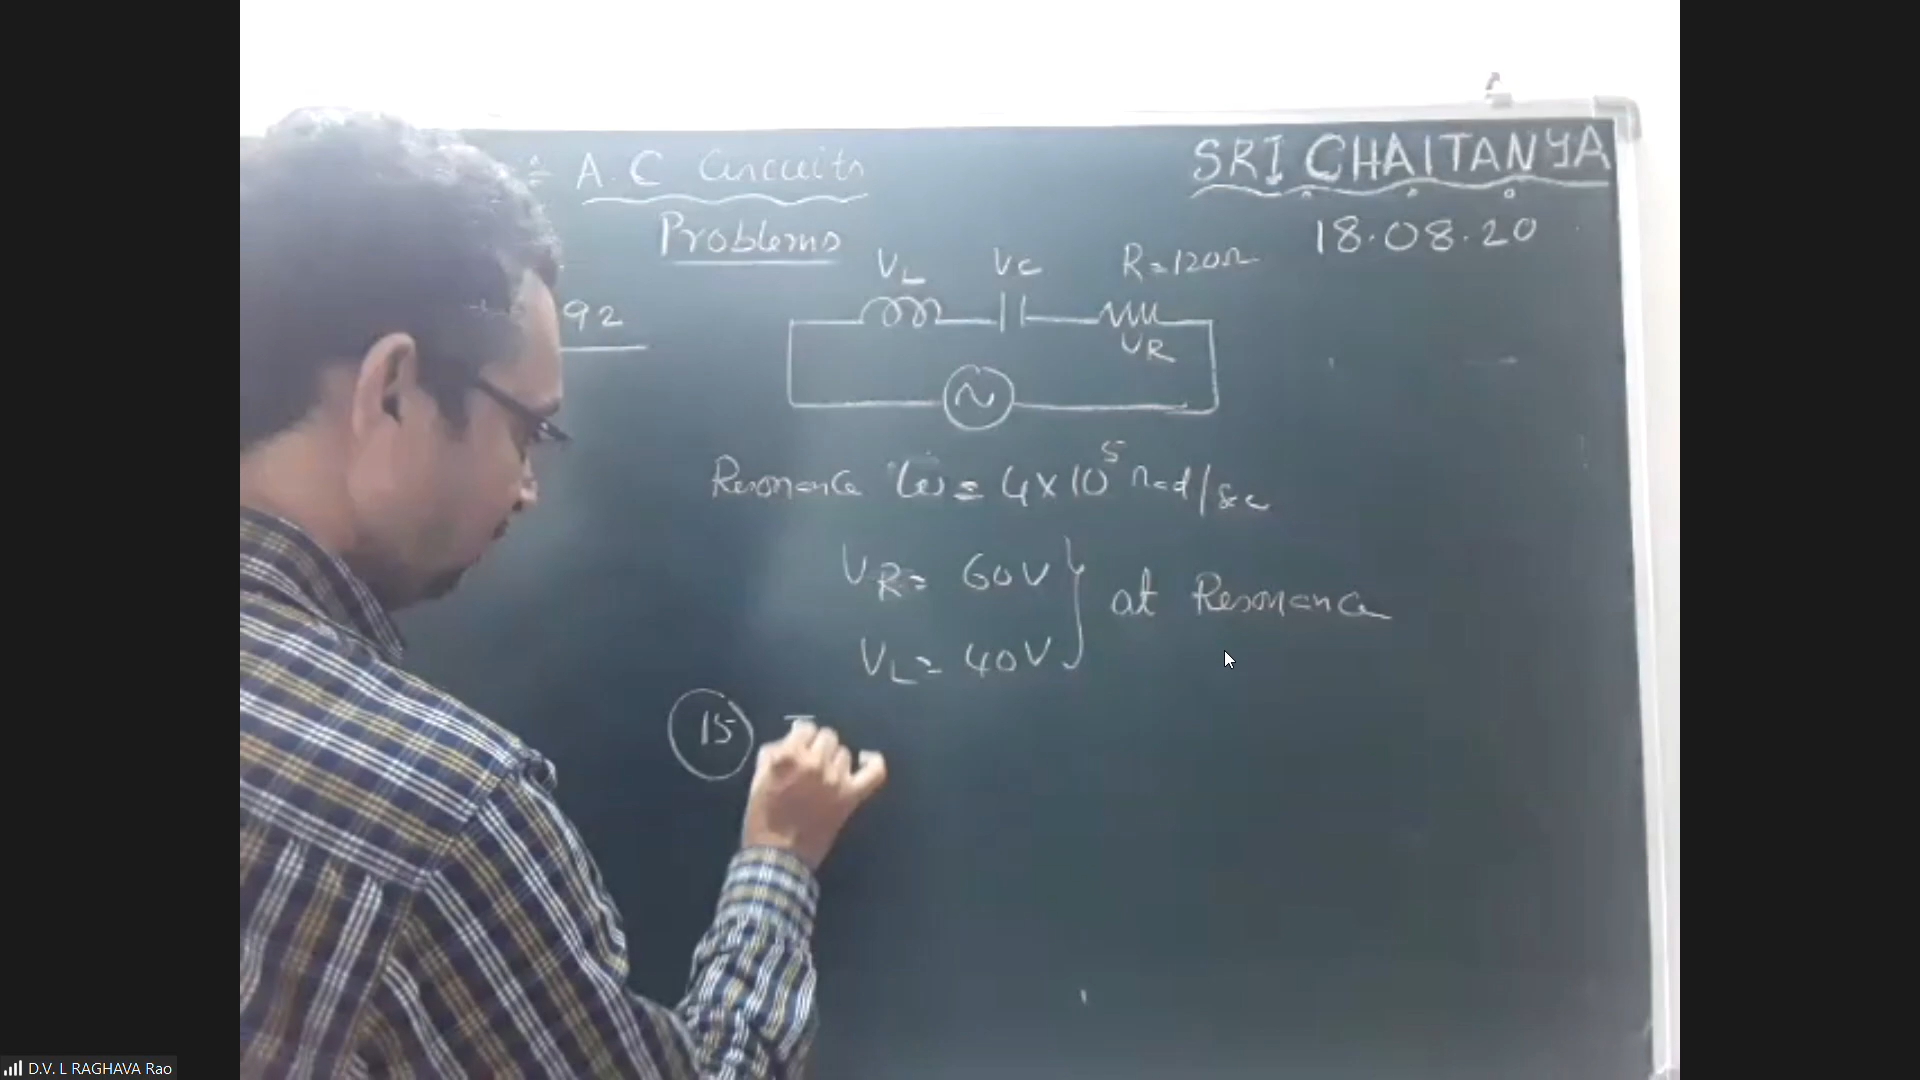 A.C Circuits
SRI CHAITANYA
18.08.20
Problems
92
VL VC R=120Ω
VR
Resonance ω = 4×10⁵ rad/sec
VR = 60V
at Resonance
VL = 40V
15
D.V. L RAGHAVA Rao